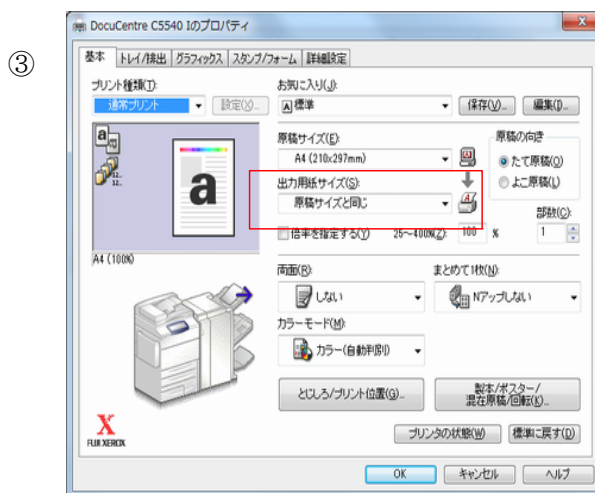 DocuCentre C5540 Iのプロパティ
③
基本 トレイ/排出 グラフィックス スタンプ/フォーム 詳細設定
プリント種類(T):
通常プリント
設定(X)...
お気に入り(J):
標準
保存(V)...
編集(I)...
原稿サイズ(E):
A4 (210x297mm)
原稿の向き
たて原稿(O)
よこ原稿(L)
出力用紙サイズ(S):
原稿サイズと同じ
倍率を指定する(Y) 25～400%(Z): 100 %
部数(C):
1
A4 (100%)
両面(R):
しない
まとめて1枚(N):
Nアップしない
カラーモード(M):
カラー(自動判別)
とじしろ/プリント位置(G)...
製本/ポスター/
混在原稿/回転(K)...
FUJI XEROX
プリンタの状態(W)
標準に戻す(D)
OK
キャンセル
ヘルプ